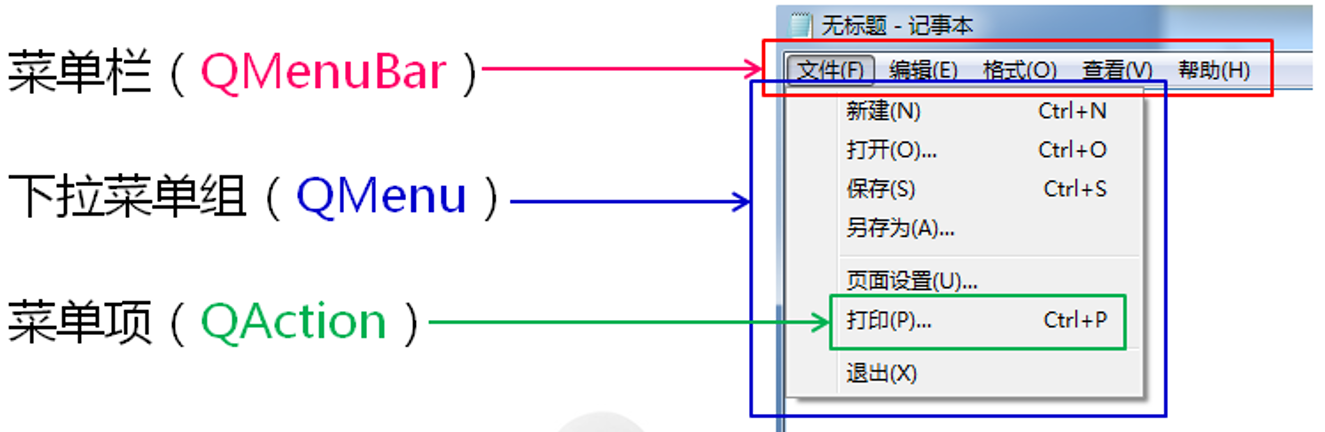 无标题 - 记事本
菜单栏（QMenuBar）
文件(F) 编辑(E) 格式(O) 查看(V) 帮助(H)
新建(N) Ctrl+N
打开(O)... Ctrl+O
下拉菜单组（QMenu）
保存(S) Ctrl+S
另存为(A)...
页面设置(U)...
菜单项（QAction）
打印(P)... Ctrl+P
退出(X)